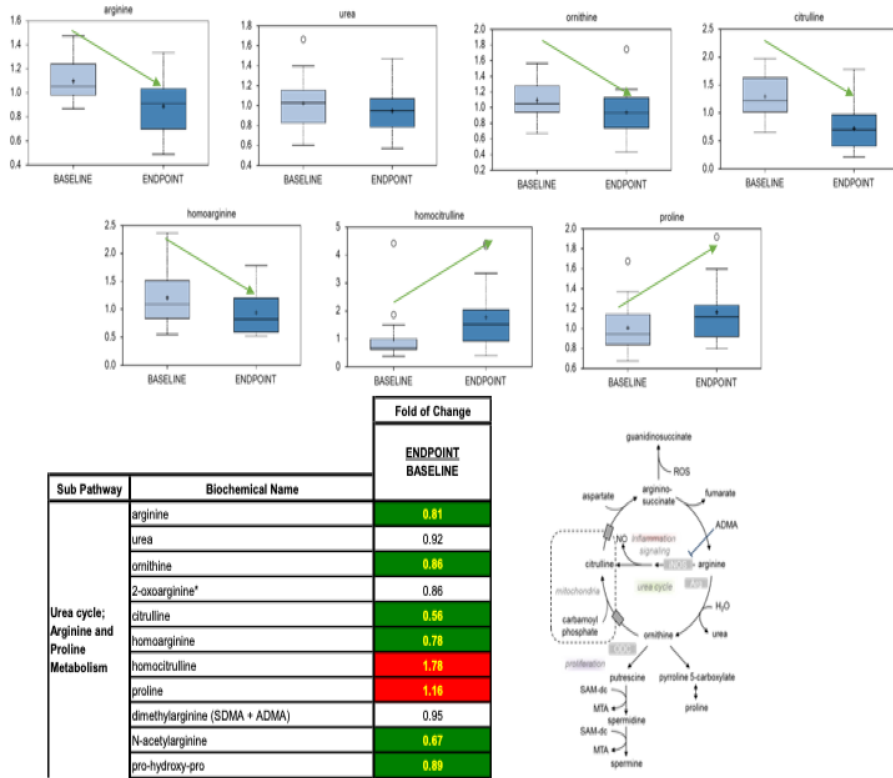 arginine
urea
ornithine
citrulline
1.6
1.4
1.2
1.0
0.8
0.6
0.4
BASELINE ENDPOINT
1.8
1.6
1.4
1.2
1.0
0.8
0.6
0.4
BASELINE ENDPOINT
2.0
1.8
1.6
1.4
1.2
1.0
0.8
0.6
0.4
0.2
BASELINE ENDPOINT
2.5
2.0
1.5
1.0
0.5
0.0
BASELINE ENDPOINT
homoarginine
homocitrulline
proline
2.5
2.0
1.5
1.0
0.5
0.0
BASELINE ENDPOINT
5
4
3
2
1
0
BASELINE ENDPOINT
2.0
1.8
1.6
1.4
1.2
1.0
0.8
0.6
BASELINE ENDPOINT
Fold of Change
ENDPOINT
BASELINE
Sub Pathway Biochemical Name
Urea cycle;
Arginine and
Proline
Metabolism
arginine 0.81
urea 0.92
ornithine 0.86
2-oxoarginine* 0.86
citrulline 0.56
homoarginine 0.78
homocitrulline 1.78
proline 1.16
dimethylarginine (SDMA + ADMA) 0.95
N-acetylarginine 0.67
pro-hydroxy-pro 0.89
guanidinosuccinate
ROS
arginino-
succinate
aspartate
fumarate
ADMA
NO
inflammation
signaling
citrulline
arginine
urea cycle
mitochondria
carbamoyl
phosphate
H₂O
urea
ornithine
proliferation
putrescine
pyrroline 5-carboxylate
SAM-dc
MTA
proline
spermidine
SAM-dc
MTA
spermine